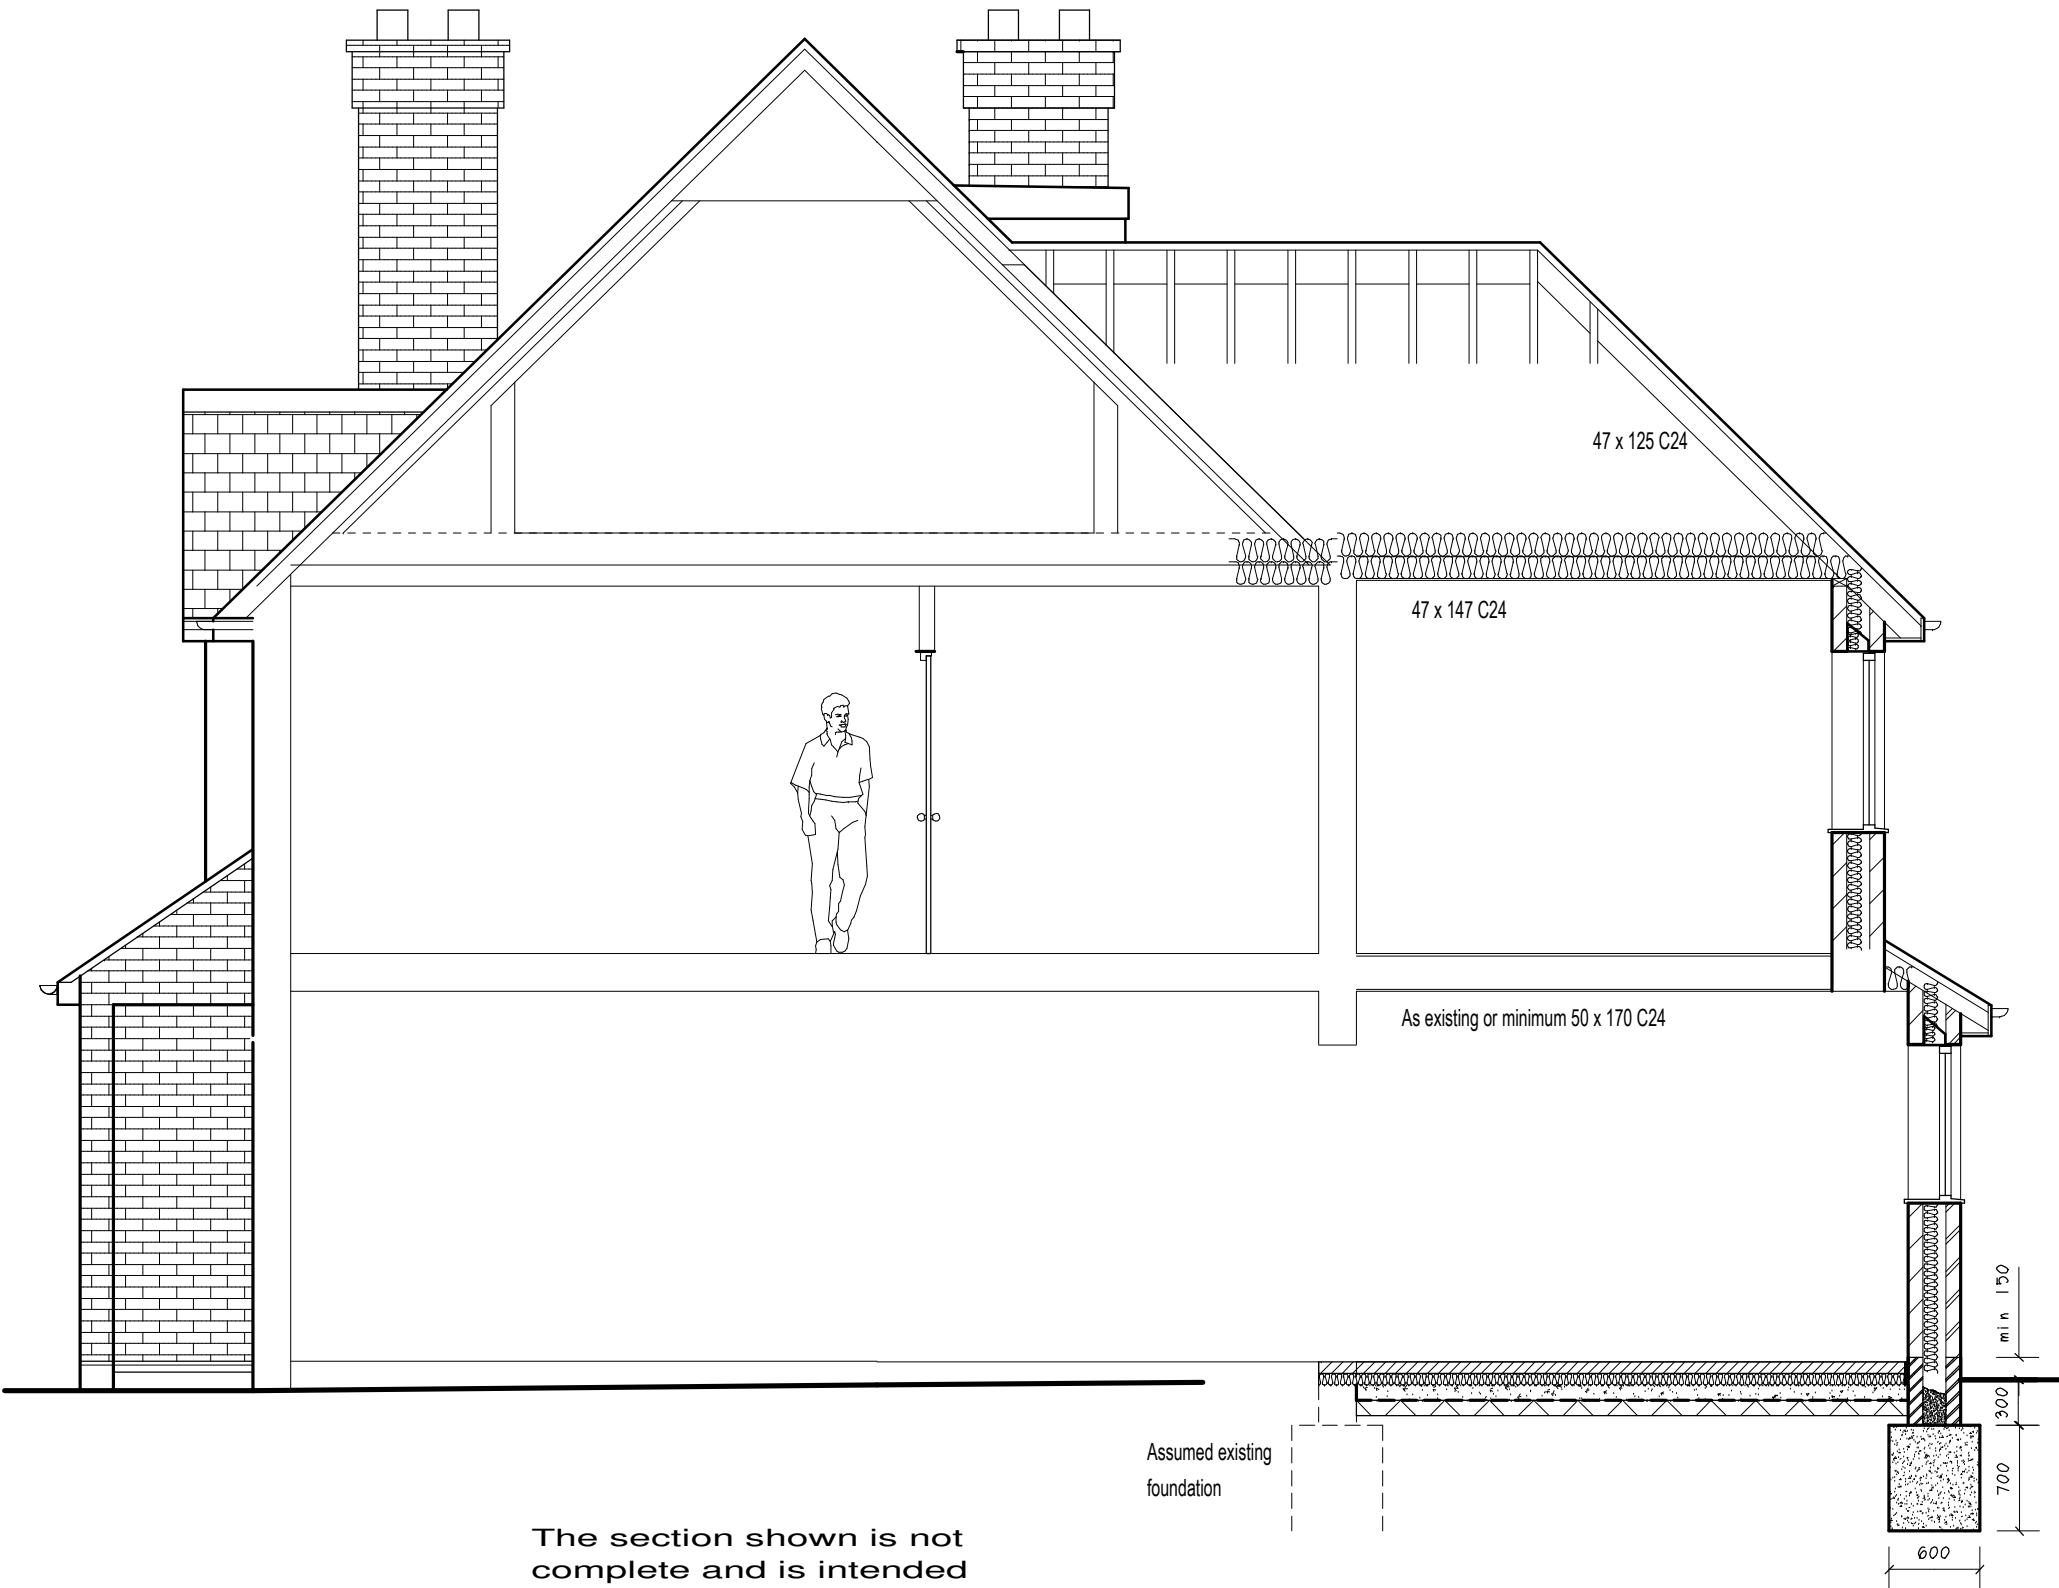 47 x 125 C24
47 x 147 C24
As existing or minimum 50 x 170 C24
min 150
300
Assumed existing
foundation
700
The section shown is not
complete and is intended
600